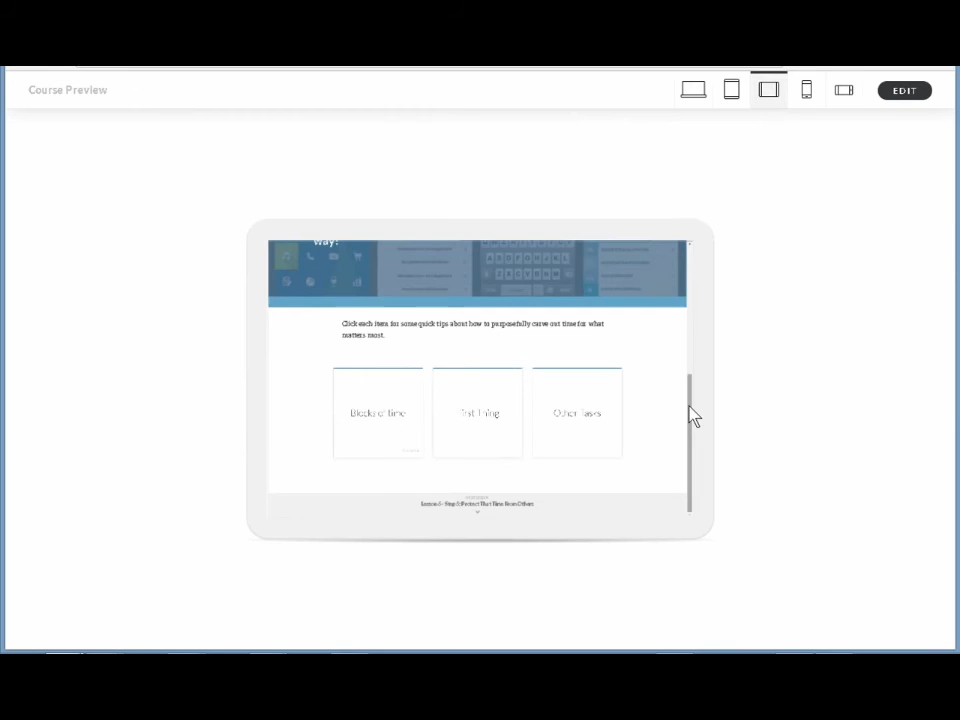 Course Preview
EDIT
way!
Click each item for some quick tips about how to purposefully carve out time for what
matters most.
Blocks of Time
First Thing
Other Tasks
Lesson 6 - Step 5: Protect That Time From Others